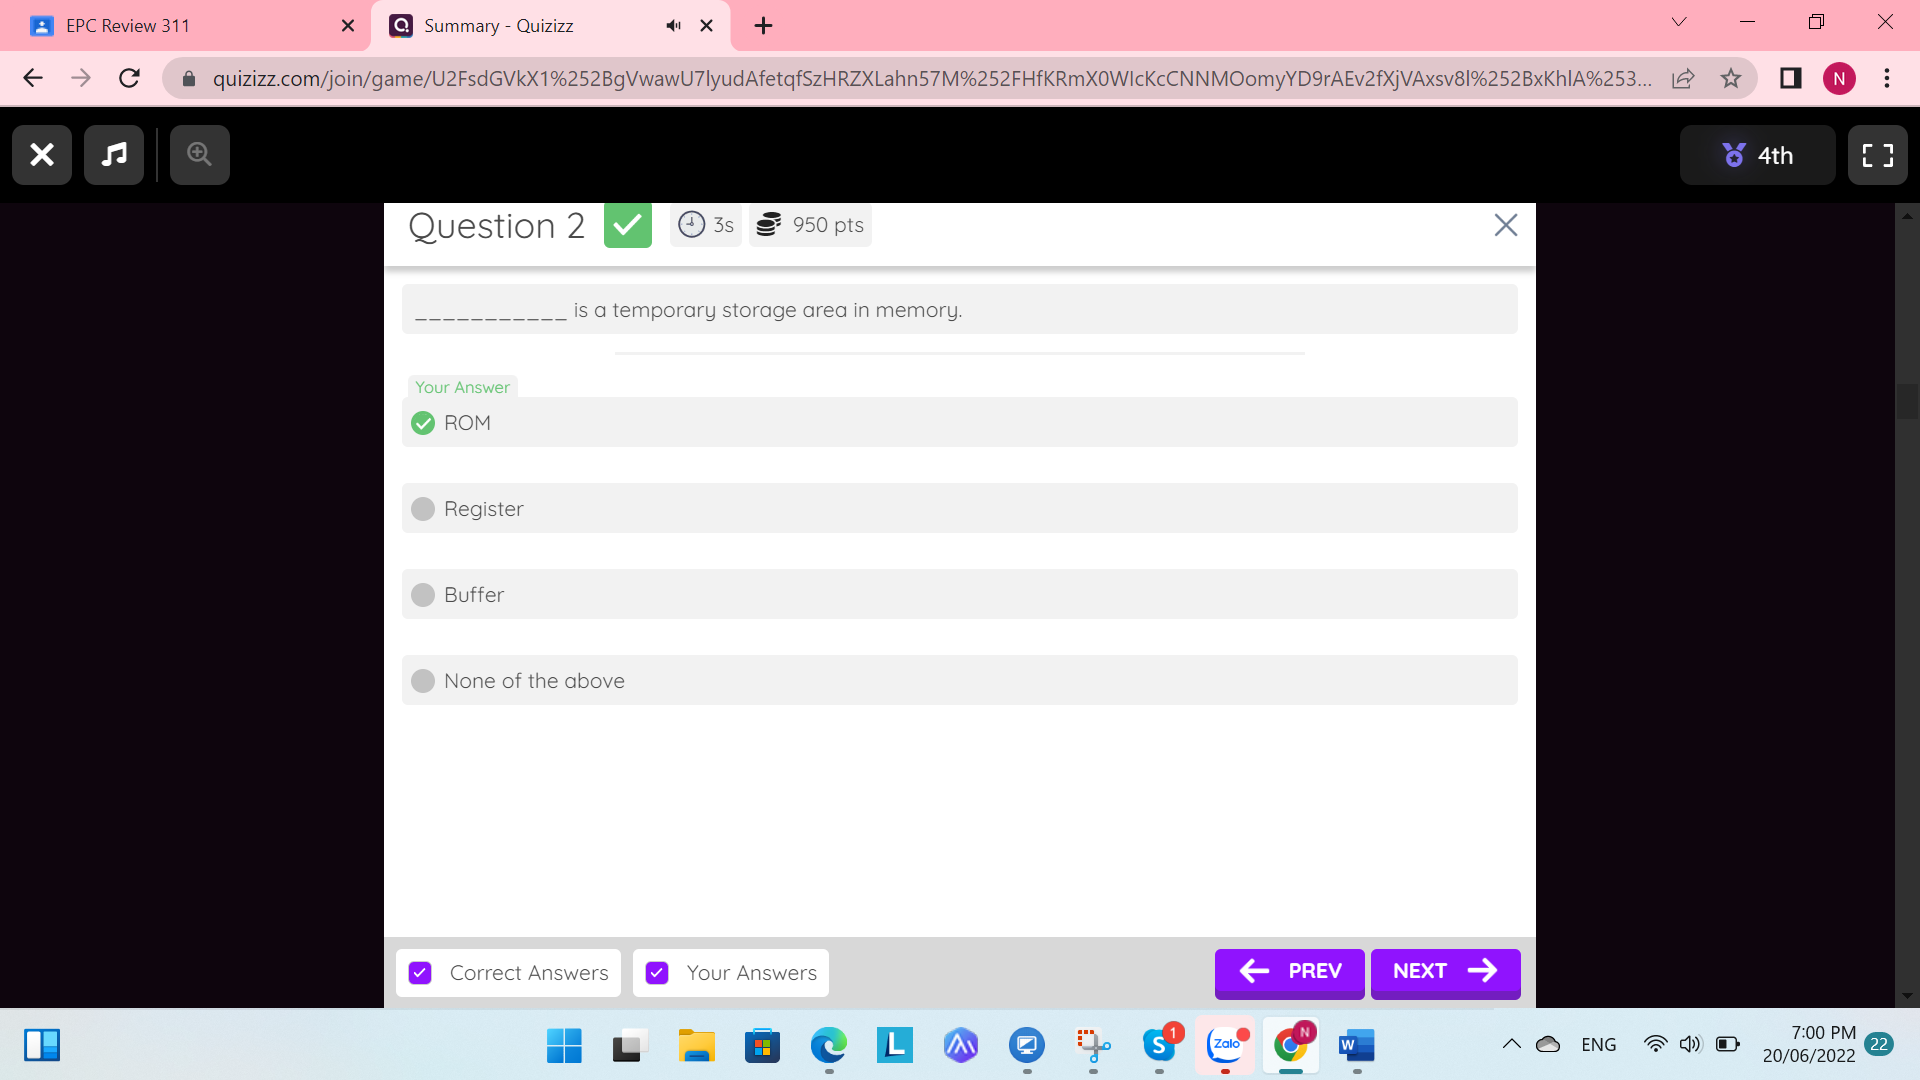 EPC Review 311
Summary - Quizizz
quizizz.com/join/game/U2FsdGVkX1%252BgVwawU7lyudAfetqfSzHRZXLahn57M%252FHfKRmX0WIcKcCNNMOomyYD9rAEv2fXjVAxsv8l%252BxKhlA%253...
N
4th
Question 2
3s
950 pts
___________ is a temporary storage area in memory.
Your Answer
ROM
Register
Buffer
None of the above
Correct Answers
Your Answers
PREV
NEXT
L
S
1
Zalo
N
W
ENG
7:00 PM
20/06/2022
22